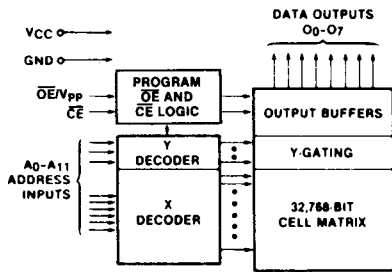 DATA OUTPUTS
O0-O7
VCC
GND
OE/Vpp
CE
PROGRAM
OE AND
CE LOGIC
OUTPUT BUFFERS
A0-A11
ADDRESS
INPUTS
Y
DECODER
Y-GATING
X
DECODER
32,768-BIT
CELL MATRIX